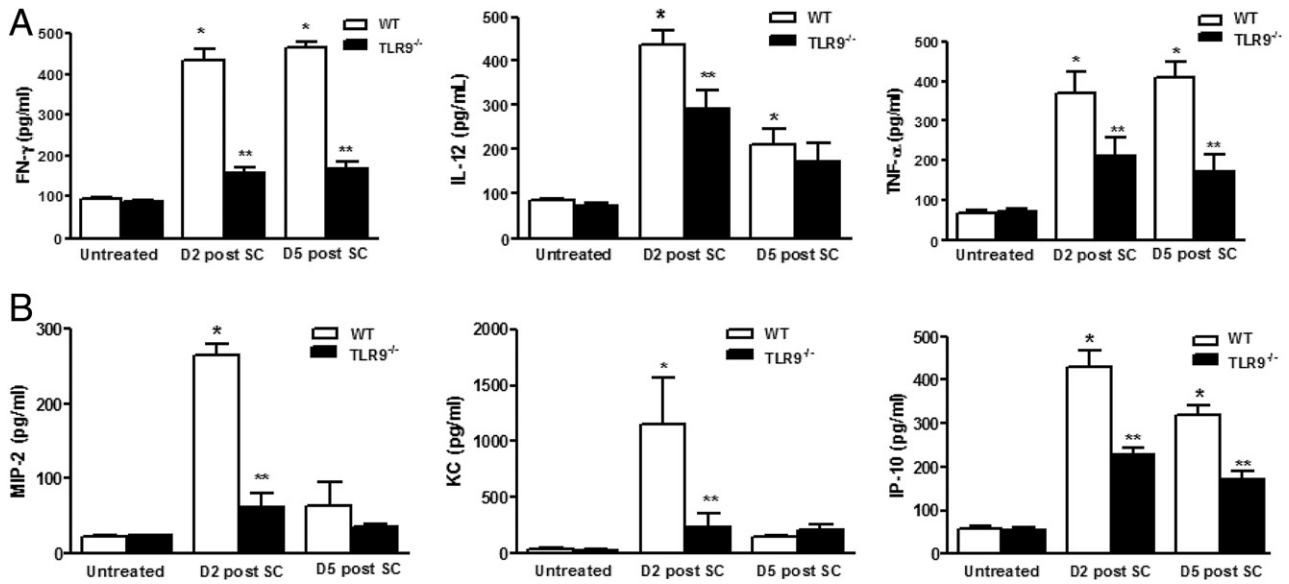 A
FN-γ (pg/ml)
500
400
300
200
100
0
*
**
*
**
WT
TLR9-/-
Untreated D2 post SC D5 post SC
IL-12 (pg/mL)
500
400
300
200
100
0
*
**
*
WT
TLR9-/-
Untreated D2 post SC D5 post SC
TNF-α (pg/ml)
500
400
300
200
100
0
*
**
*
**
WT
TLR9-/-
Untreated D2 post SC D5 post SC
B
MIP-2 (pg/ml)
300
200
100
0
*
**
WT
TLR9-/-
Untreated D2 post SC D5 post SC
KC (pg/ml)
2000
1500
1000
500
0
*
**
WT
TLR9-/-
Untreated D2 post SC D5 post SC
IP-10 (pg/ml)
500
400
300
200
100
0
*
**
*
**
WT
TLR9-/-
Untreated D2 post SC D5 post SC